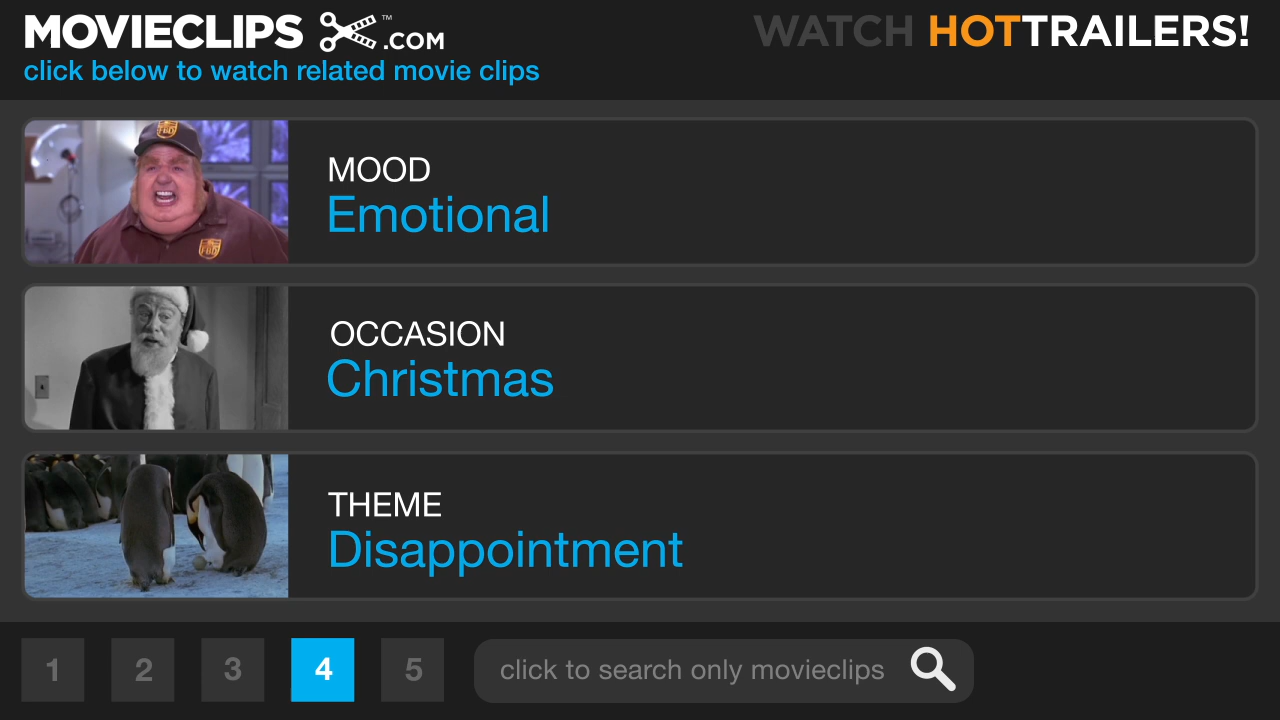 MOVIECLIPS ™ .COM
WATCH HOTTRAILERS!
click below to watch related movie clips
MOOD
Emotional
OCCASION
Christmas
THEME
Disappointment
1 2 3 4 5
click to search only movieclips